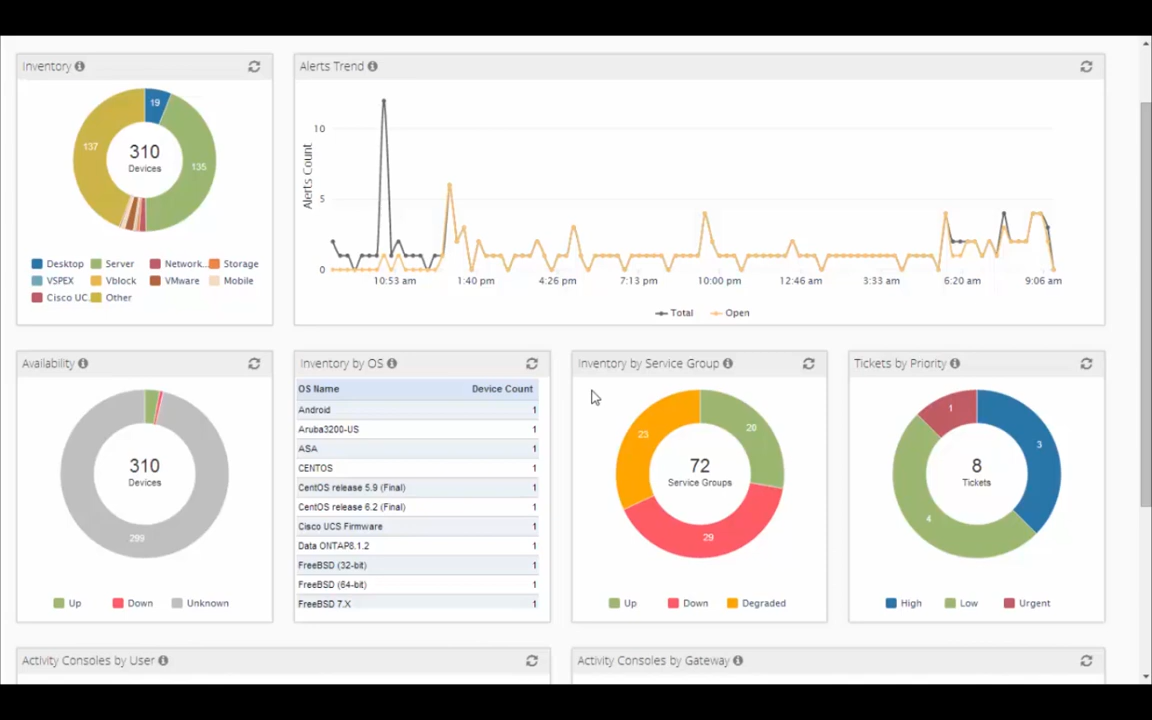 Inventory
Alerts Trend
19
137
310
Devices
135
Desktop
Server
Network...
Storage
VSPEX
Vblock
VMware
Mobile
Cisco UC...
Other
Alerts Count
10
5
0
10:53 am
1:40 pm
4:26 pm
7:13 pm
10:00 pm
12:46 am
3:33 am
6:20 am
9:06 am
Total
Open
Availability
310
Devices
299
Up
Down
Unknown
Inventory by OS
OS Name Device Count
Android 1
Aruba3200-US 1
ASA 1
CENTOS 1
CentOS release 5.9 (Final) 1
CentOS release 6.2 (Final) 1
Cisco UCS Firmware 1
Data ONTAP8.1.2 1
FreeBSD (32-bit) 1
FreeBSD (64-bit) 1
FreeBSD 7.X 1
Inventory by Service Group
23
20
72
Service Groups
29
Up
Down
Degraded
Tickets by Priority
1
3
8
Tickets
4
High
Low
Urgent
Activity Consoles by User
Activity Consoles by Gateway